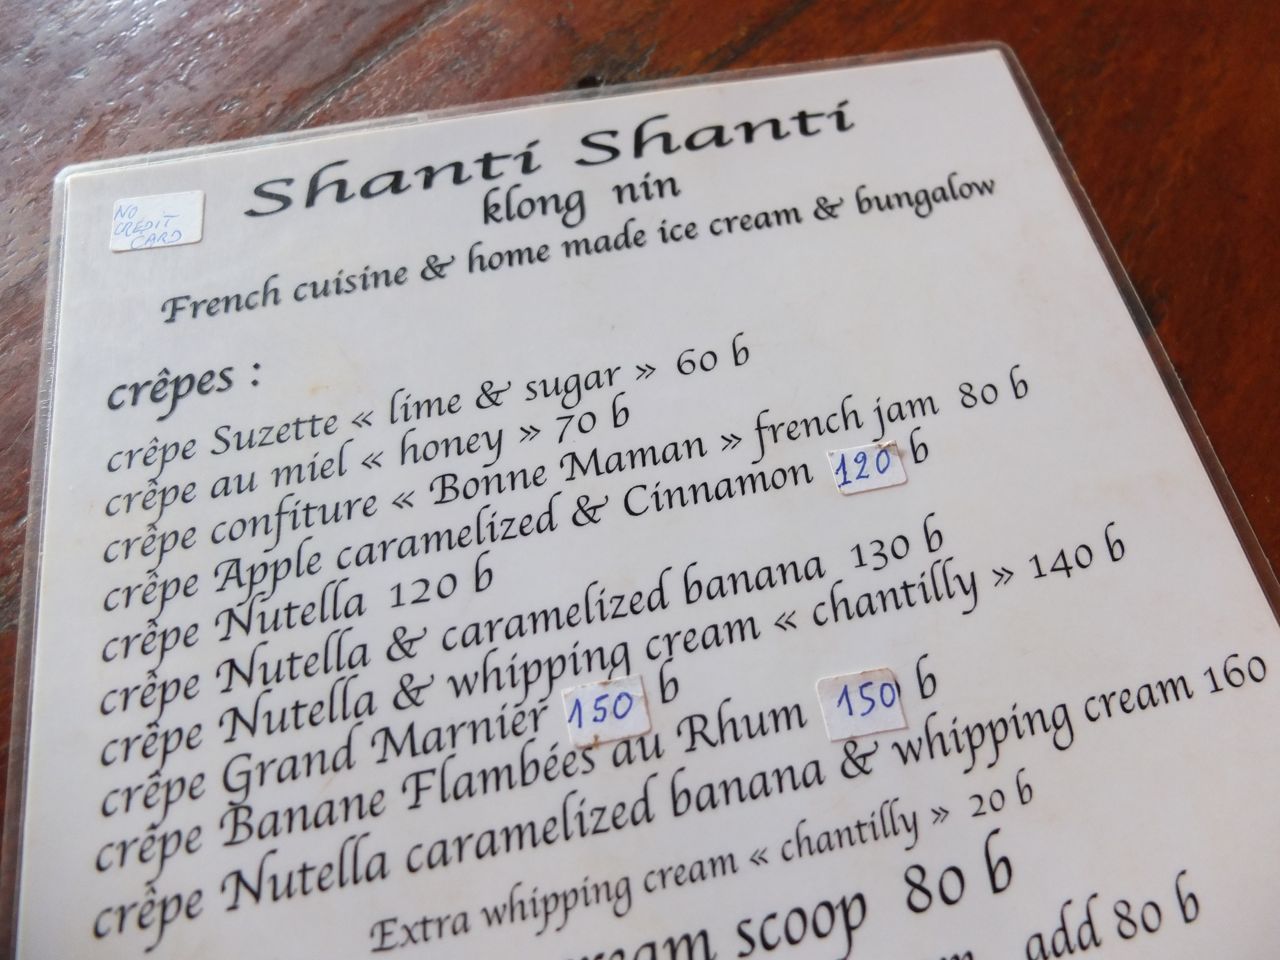 Shanti Shanti
klong nin
NO
CREDIT
CARD
French cuisine & home made ice cream & bungalow
crêpes :
crêpe Suzette « lime & sugar » 60 b
crêpe au miel « honey » 70 b
crêpe confiture « Bonne Maman » french jam 80 b
crêpe Apple caramelized & Cinnamon 120 b
crêpe Nutella 120 b
crêpe Nutella & caramelized banana 130 b
crêpe Nutella & whipping cream « chantilly » 140 b
crêpe Grand Marnier 150 b
crêpe Banane Flambées au Rhum 150 b
crêpe Nutella caramelized banana & whipping cream 160
Extra whipping cream « chantilly » 20 b
scoop 80 b
add 80 b